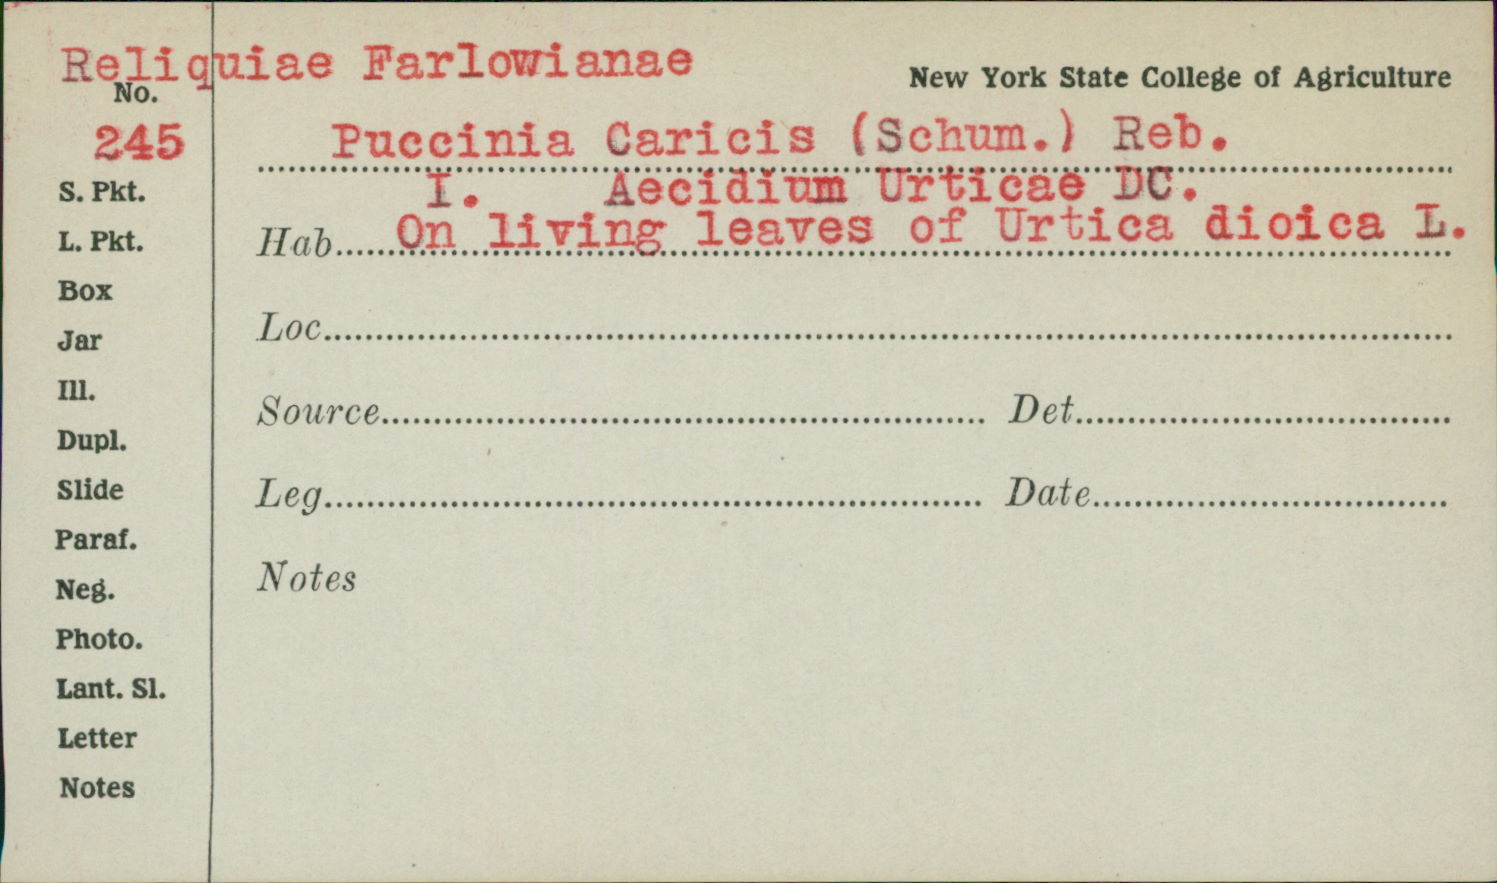 Reliquiae Farlowianae
New York State College of Agriculture
No.
245
Puccinia Caricis (Schum.) Reb.
I. Aecidium Urticae DC.
Hab.....On living leaves of Urtica dioica L.
Loc.
Source Det.
Leg. Date
Notes
S. Pkt.
L. Pkt.
Box
Jar
Ill.
Dupl.
Slide
Paraf.
Neg.
Photo.
Lant. Sl.
Letter
Notes